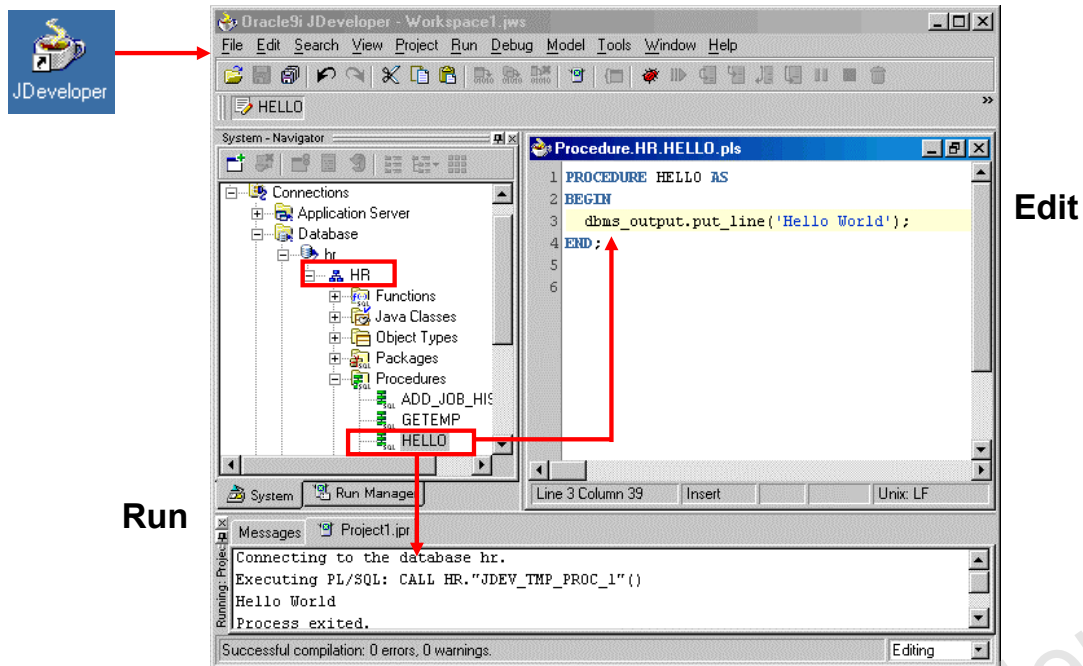 JDeveloper
Oracle9i JDeveloper - Workspace1.jws
File Edit Search View Project Run Debug Model Tools Window Help
HELLO
»
System - Navigator
Connections
Application Server
Database
hr
HR
Functions
Java Classes
Object Types
Packages
Procedures
ADD_JOB_HIS
GETEMP
HELLO
System Run Manager
Procedure.HR.HELLO.pls
1 PROCEDURE HELLO AS
2 BEGIN
3 dbms_output.put_line('Hello World');
4 END;
5
6
Line 3 Column 39 Insert Unix: LF
Edit
Run
Messages Project1.jpr
Running: Projec
Connecting to the database hr.
Executing PL/SQL: CALL HR."JDEV_TMP_PROC_1"()
Hello World
Process exited.
Successful compilation: 0 errors, 0 warnings. Editing